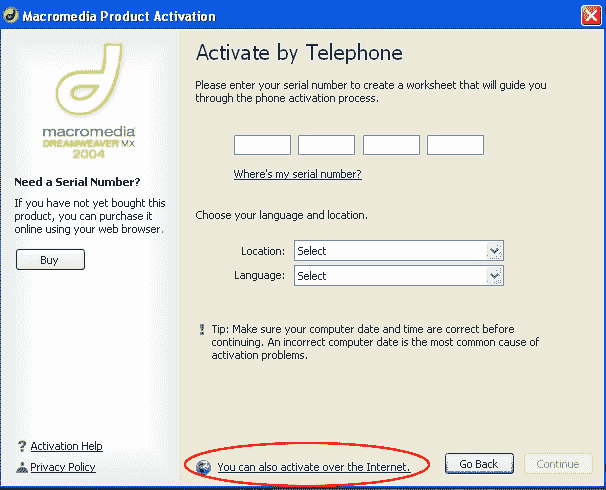 Macromedia Product Activation
macromedia
DREAMWEAVER MX
2004
Need a Serial Number?
If you have not yet bought this
product, you can purchase it
online using your web browser.
Buy
Activation Help
Privacy Policy
Activate by Telephone
Please enter your serial number to create a worksheet that will guide you
through the phone activation process.
Where's my serial number?
Choose your language and location.
Location: Select
Language: Select
Tip: Make sure your computer date and time are correct before
continuing. An incorrect computer date is the most common cause of
activation problems.
You can also activate over the Internet.
Go Back
Continue